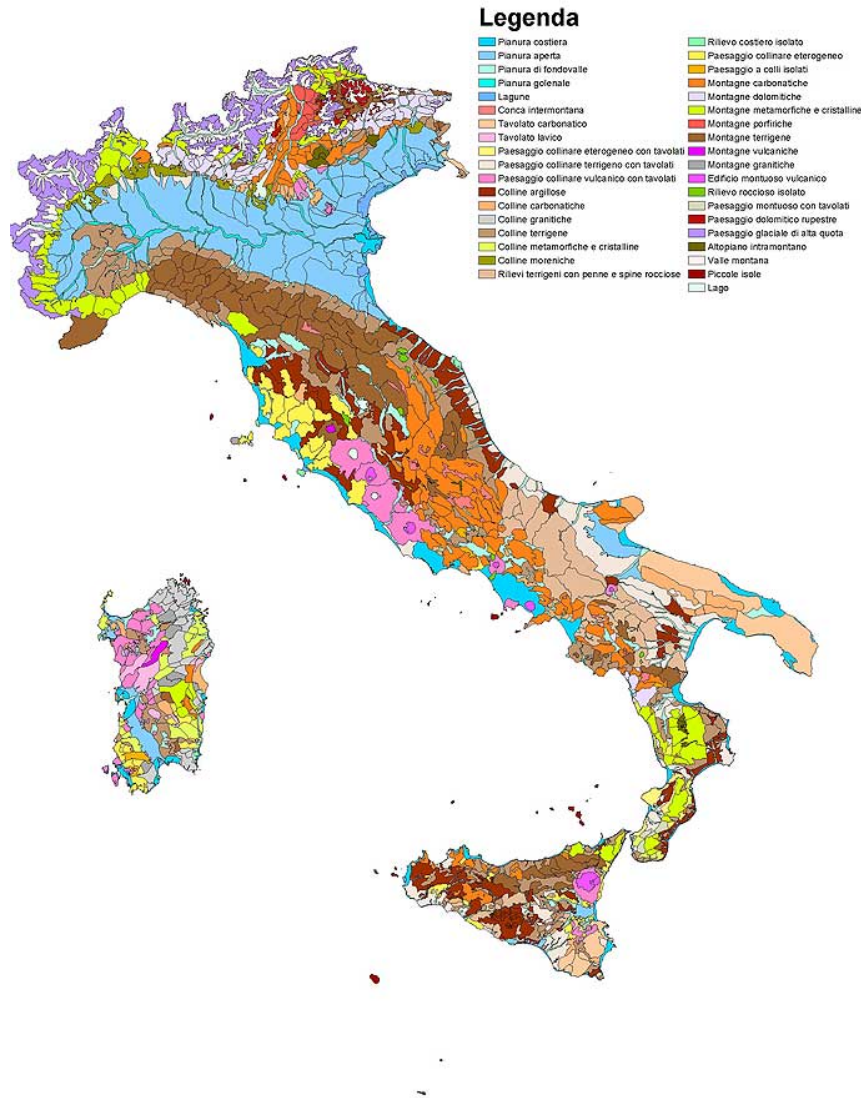 Legenda
Pianura costiera
Pianura aperta
Pianura di fondovalle
Pianura golenale
Lagune
Conca intermontana
Tavolato carbonatico
Tavolato lavico
Paesaggio collinare eterogeneo con tavolati
Paesaggio collinare terrigeno con tavolati
Paesaggio collinare vulcanico con tavolati
Colline argillose
Colline carbonatiche
Colline granitiche
Colline terrigene
Colline metamorfiche e cristalline
Colline moreniche
Rilievi terrigeni con penne e spine rocciose
Rilievo costiero isolato
Paesaggio collinare eterogeneo
Paesaggio a colli isolati
Montagne carbonatiche
Montagne dolomitiche
Montagne metamorfiche e cristalline
Montagne porfiriche
Montagne terrigene
Montagne vulcaniche
Montagne granitiche
Edificio montuoso vulcanico
Rilievo roccioso isolato
Paesaggio montuoso con tavolati
Paesaggio dolomitico rupestre
Paesaggio glaciale di alta quota
Altopiano intramontano
Valle montana
Piccole isole
Lago